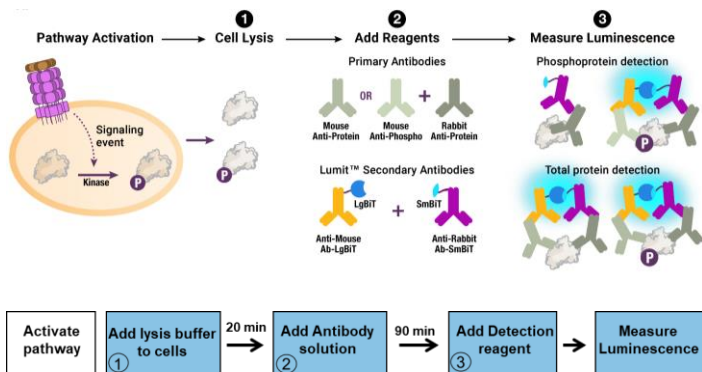 1
2
3
Pathway Activation
Cell Lysis
Add Reagents
Measure Luminescence
Signaling
event
Kinase
P
P
Primary Antibodies
OR
+
Mouse
Anti-Protein
Mouse
Anti-Phospho
Rabbit
Anti-Protein
Lumit™ Secondary Antibodies
LgBiT
+
SmBiT
Anti-Mouse
Ab-LgBiT
Anti-Rabbit
Ab-SmBiT
Phosphoprotein detection
P
Total protein detection
P
Activate
pathway
Add lysis buffer
to cells
1
20 min
Add Antibody
solution
2
90 min
Add Detection
reagent
3
Measure
Luminescence